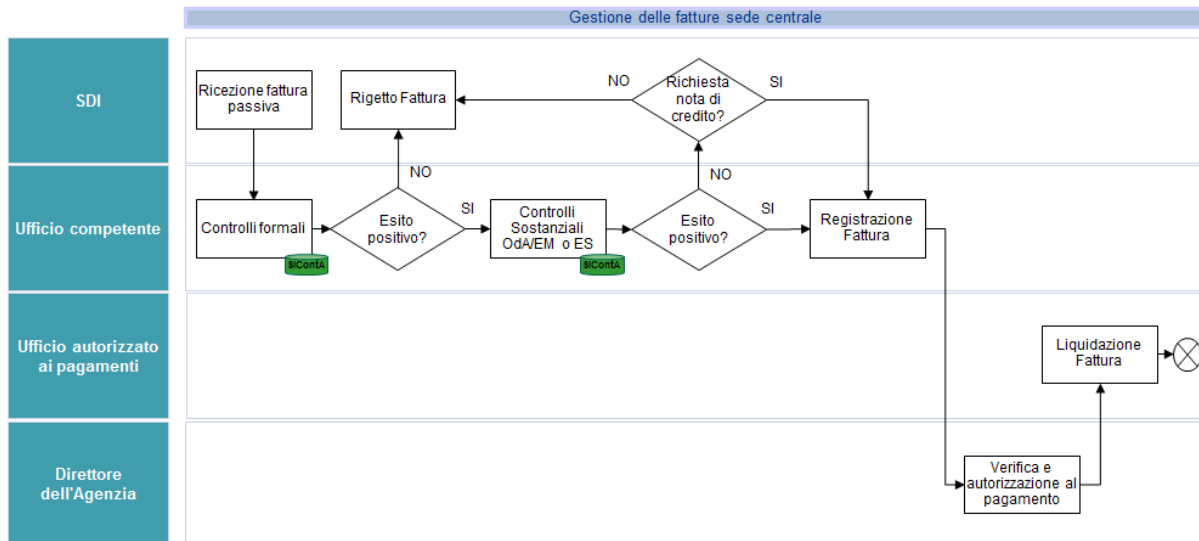 Gestione delle fatture sede centrale
SDI
Ricezione fattura
passiva
Rigetto Fattura
NO
Richiesta
nota di
credito?
SI
Ufficio competente
Controlli formali
SIContA
NO
Esito
positivo?
SI
Controlli
Sostanziali
OdA/EM o ES
SIContA
NO
Esito
positivo?
SI
Registrazione
Fattura
Ufficio autorizzato
ai pagamenti
Liquidazione
Fattura
Direttore
dell'Agenzia
Verifica e
autorizzazione al
pagamento